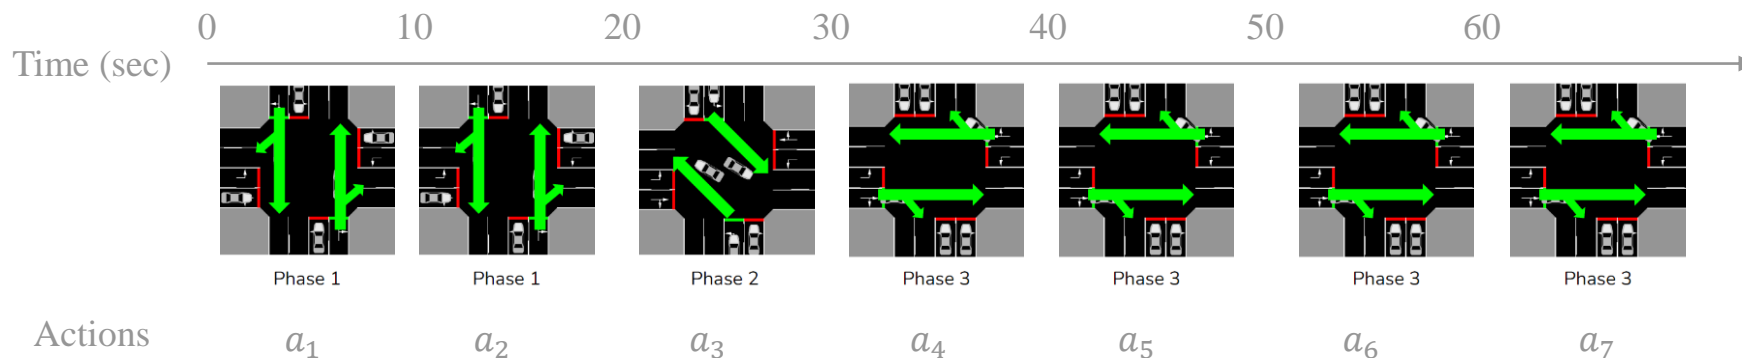 0 10 20 30 40 50 60
Time (sec)
Phase 1 Phase 1 Phase 2 Phase 3 Phase 3 Phase 3 Phase 3
Actions a₁ a₂ a₃ a₄ a₅ a₆ a₇